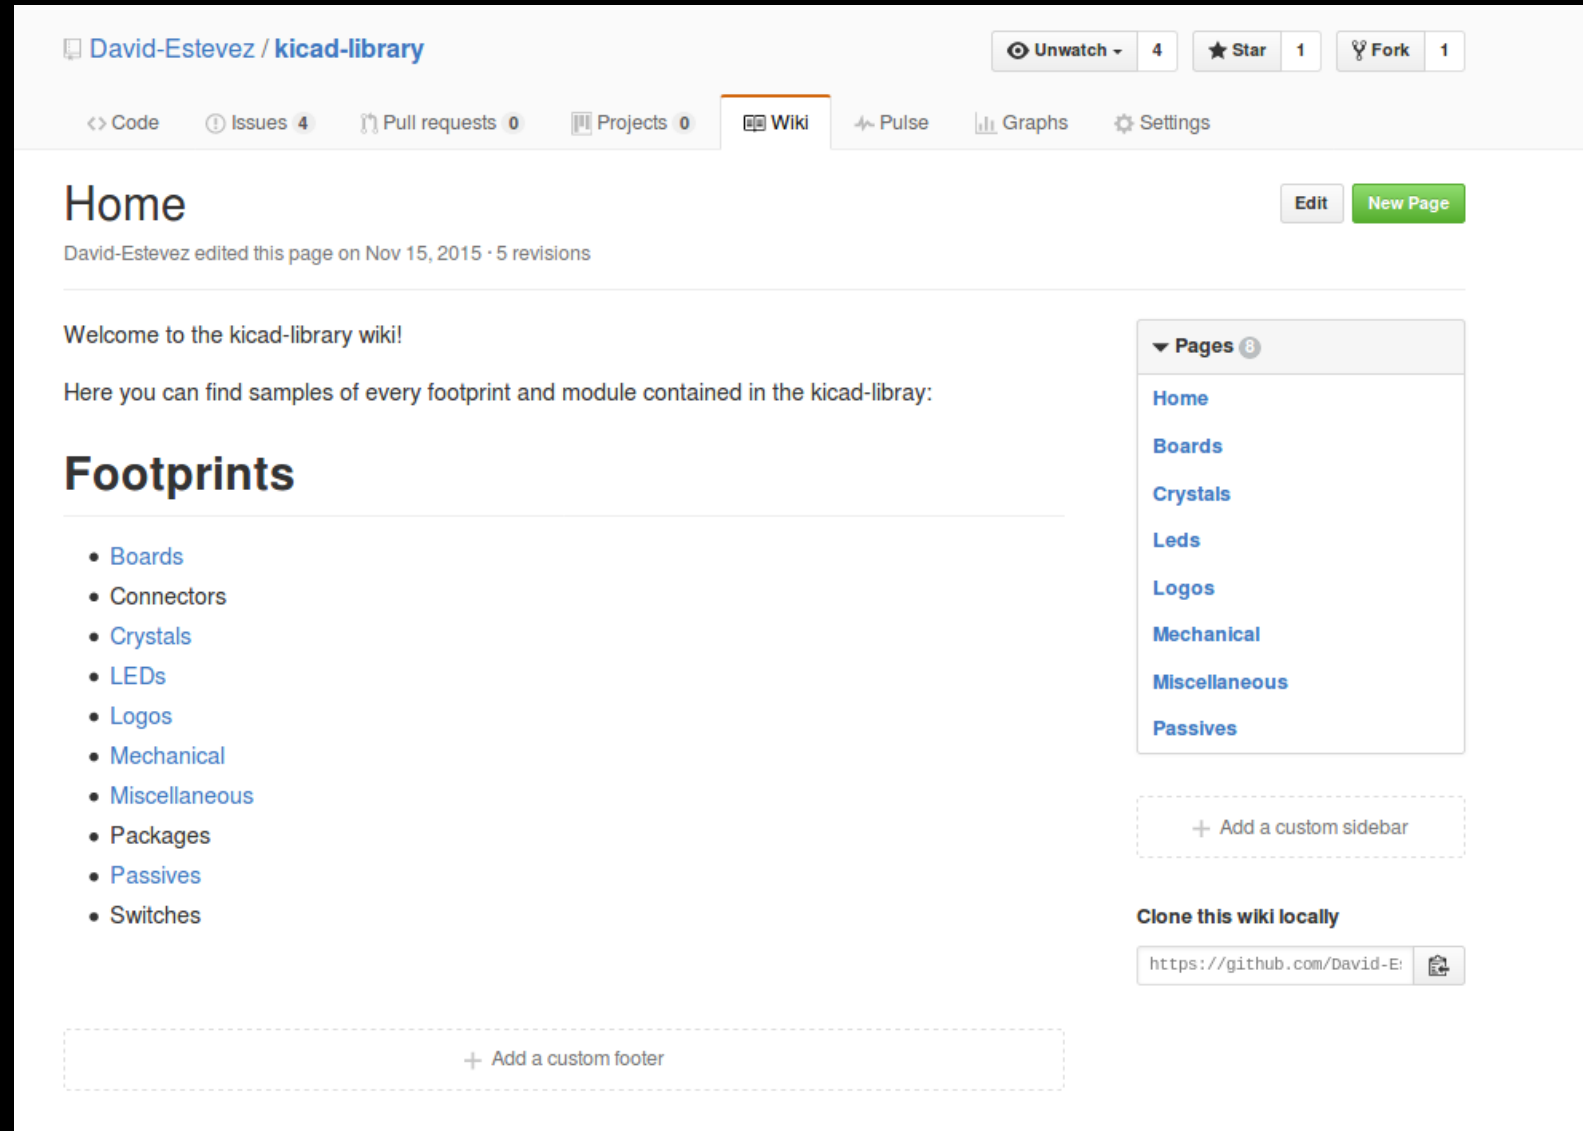 David-Estevez / kicad-library
Unwatch 4 Star 1 Fork 1
Code Issues 4 Pull requests 0 Projects 0 Wiki Pulse Graphs Settings
Home
Edit New Page
David-Estevez edited this page on Nov 15, 2015 · 5 revisions
Welcome to the kicad-library wiki!
Here you can find samples of every footprint and module contained in the kicad-libray:
Footprints
• Boards
• Connectors
• Crystals
• LEDs
• Logos
• Mechanical
• Miscellaneous
• Packages
• Passives
• Switches
+ Add a custom footer
Pages 8
Home
Boards
Crystals
Leds
Logos
Mechanical
Miscellaneous
Passives
+ Add a custom sidebar
Clone this wiki locally
https://github.com/David-E